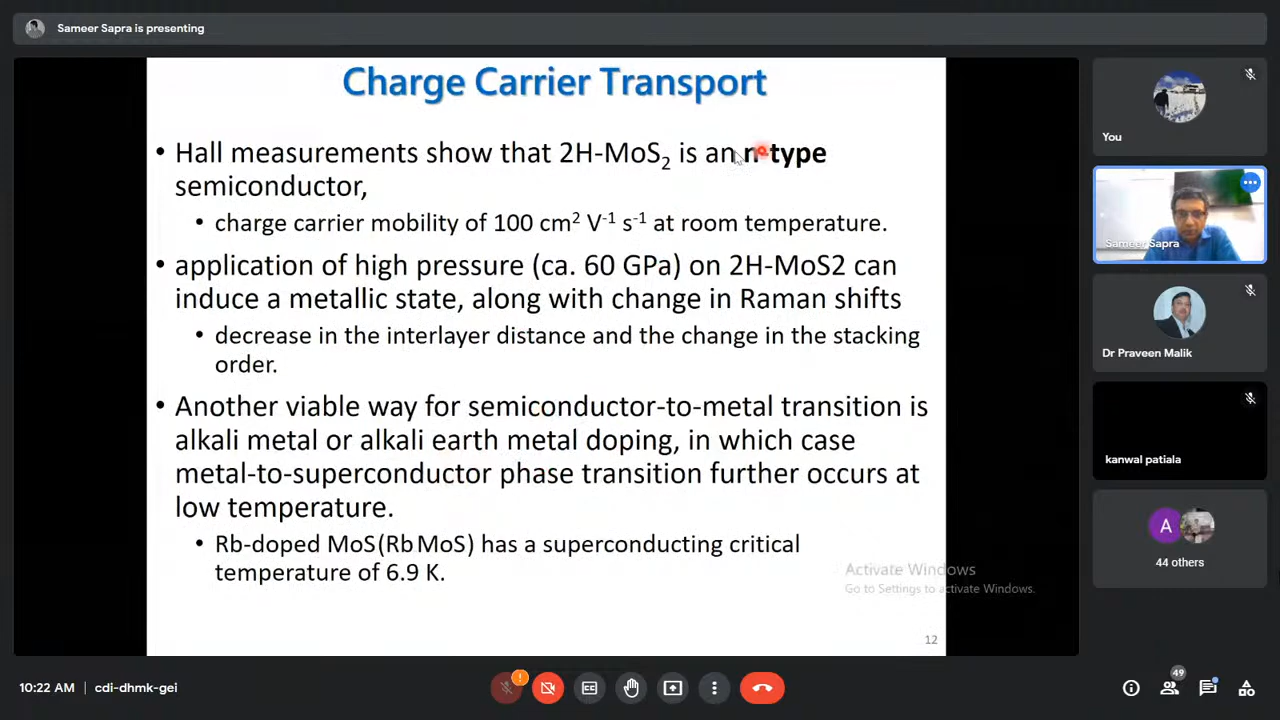 Sameer Sapra is presenting
Charge Carrier Transport
• Hall measurements show that 2H-MoS₂ is an n-type
semiconductor,
• charge carrier mobility of 100 cm² V⁻¹ s⁻¹ at room temperature.
• application of high pressure (ca. 60 GPa) on 2H-MoS2 can
induce a metallic state, along with change in Raman shifts
• decrease in the interlayer distance and the change in the stacking
order.
• Another viable way for semiconductor-to-metal transition is
alkali metal or alkali earth metal doping, in which case
metal-to-superconductor phase transition further occurs at
low temperature.
• Rb-doped MoS(Rb MoS) has a superconducting critical
temperature of 6.9 K.
Activate Windows
Go to Settings to activate Windows.
12
You
Sameer Sapra
Dr Praveen Malik
kanwal patiala
A
44 others
10:22 AM | cdi-dhmk-gei
!
CC
49